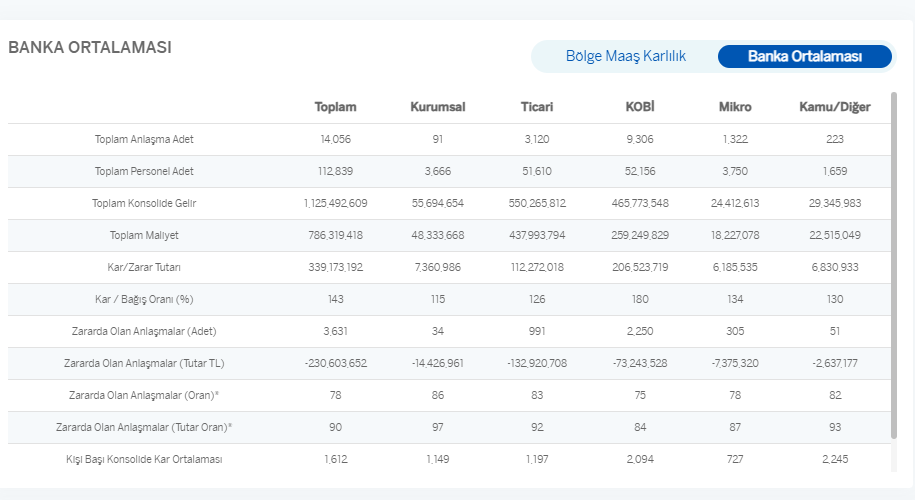 BANKA ORTALAMASI
Bölge Maaş Karlılık Banka Ortalaması
Toplam Kurumsal Ticari KOBİ Mikro Kamu/Diğer
Toplam Anlaşma Adet 14,056 91 3,120 9,306 1,322 223
Toplam Personel Adet 112,839 3,666 51,610 52,156 3,750 1,659
Toplam Konsolide Gelir 1,125,492,609 55,694,654 550,265,812 465,773,548 24,412,613 29,345,983
Toplam Maliyet 786,319,418 48,333,668 437,993,794 259,249,829 18,227,078 22,515,049
Kar/Zarar Tutarı 339,173,192 7,360,986 112,272,018 206,523,719 6,185,535 6,830,933
Kar / Bağış Oranı (%) 143 115 126 180 134 130
Zararda Olan Anlaşmalar (Adet) 3,631 34 991 2,250 305 51
Zararda Olan Anlaşmalar (Tutar TL) -230,603,652 -14,426,961 -132,920,708 -73,243,528 -7,375,320 -2,637,177
Zararda Olan Anlaşmalar (Oran)* 78 86 83 75 78 82
Zararda Olan Anlaşmalar (Tutar Oran)* 90 97 92 84 87 93
Kişi Başı Konsolide Kar Ortalaması 1,612 1,149 1,197 2,094 727 2,245